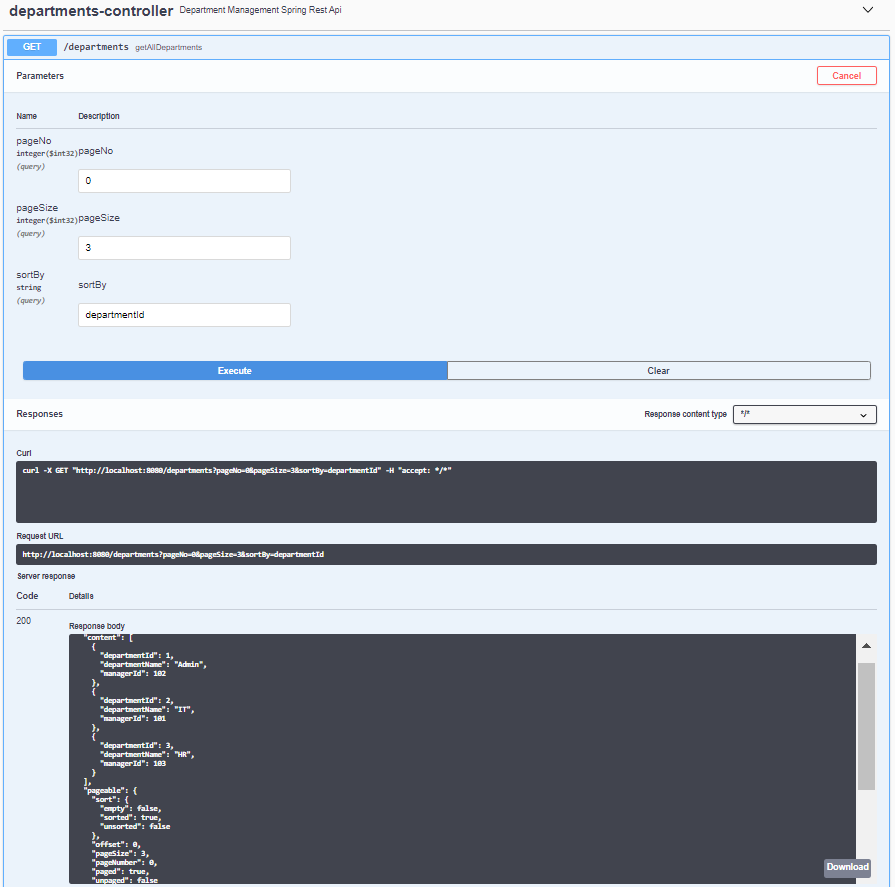 departments-controller Department Management Spring Rest Api
GET /departments getAllDepartments
Parameters Cancel
Name Description
pageNo
integer($int32)
(query)
pageNo
0
pageSize
integer($int32)
(query)
pageSize
3
sortBy
string
(query)
sortBy
departmentId
Execute Clear
Responses Response content type */*
Curl
curl -X GET "http://localhost:8080/departments?pageNo=0&pageSize=3&sortBy=departmentId" -H "accept: */*"
Request URL
http://localhost:8080/departments?pageNo=0&pageSize=3&sortBy=departmentId
Server response
Code Details
200
Response body
"content": [
{
"departmentId": 1,
"departmentName": "Admin",
"managerId": 102
},
{
"departmentId": 2,
"departmentName": "IT",
"managerId": 101
},
{
"departmentId": 3,
"departmentName": "HR",
"managerId": 103
}
],
"pageable": {
"sort": {
"empty": false,
"sorted": true,
"unsorted": false
},
"offset": 0,
"pageSize": 3,
"pageNumber": 0,
"paged": true,
"unpaged": false
Download